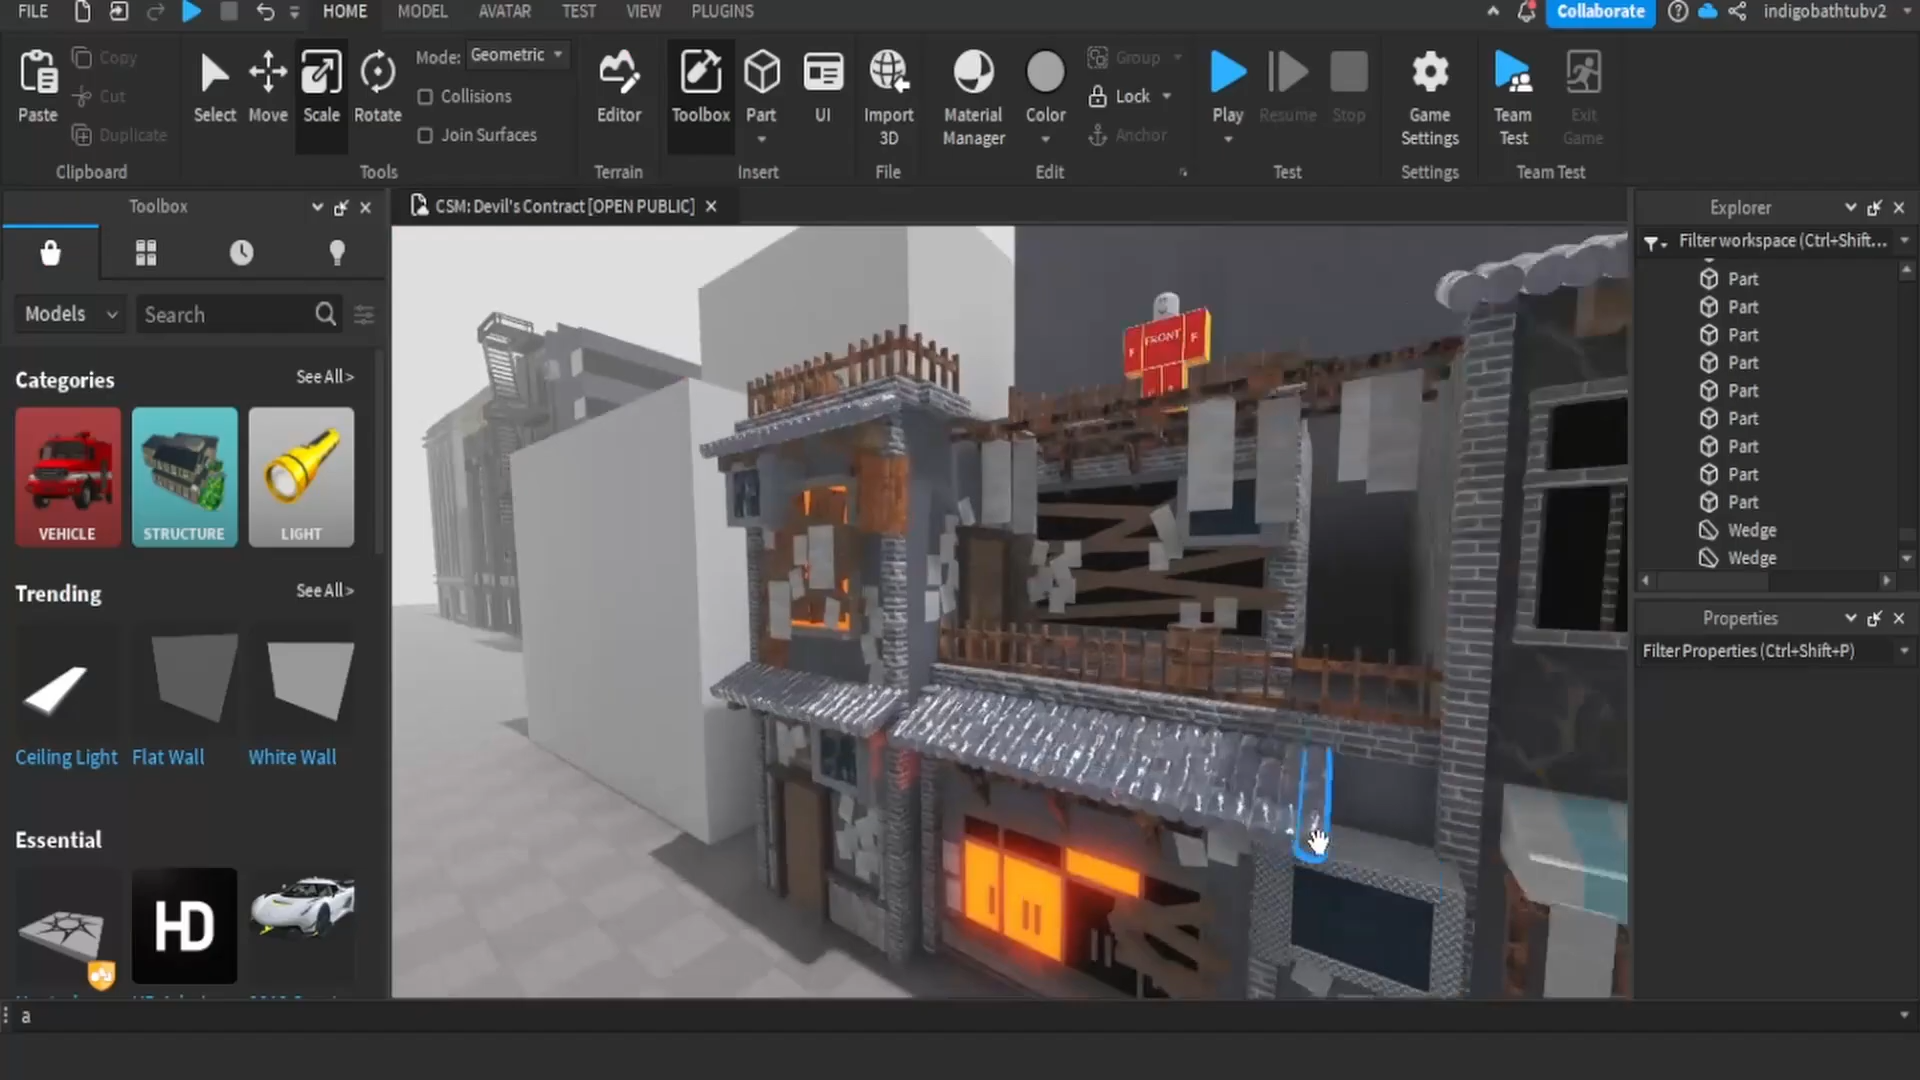 FILE HOME MODEL AVATAR TEST VIEW PLUGINS Collaborate indigobathtubv2
Paste Copy Cut Duplicate
Select Move Scale Rotate
Mode: Geometric
Collisions
Join Surfaces
Editor Toolbox Part UI Import 3D
Material Manager Color Group Lock Anchor
Play Resume Stop Game Settings Team Test Exit Game
Clipboard Tools Terrain Insert File Edit Test Settings Team Test
Toolbox
CSM: Devil's Contract [OPEN PUBLIC]
Explorer
Filter workspace (Ctrl+Shift...
Models Search
Categories See All >
VEHICLE STRUCTURE LIGHT
Trending See All >
Ceiling Light Flat Wall White Wall
Essential
HD
F FRONT F
Part
Part
Part
Part
Part
Part
Part
Part
Part
Wedge
Wedge
Properties
Filter Properties (Ctrl+Shift+P)
a